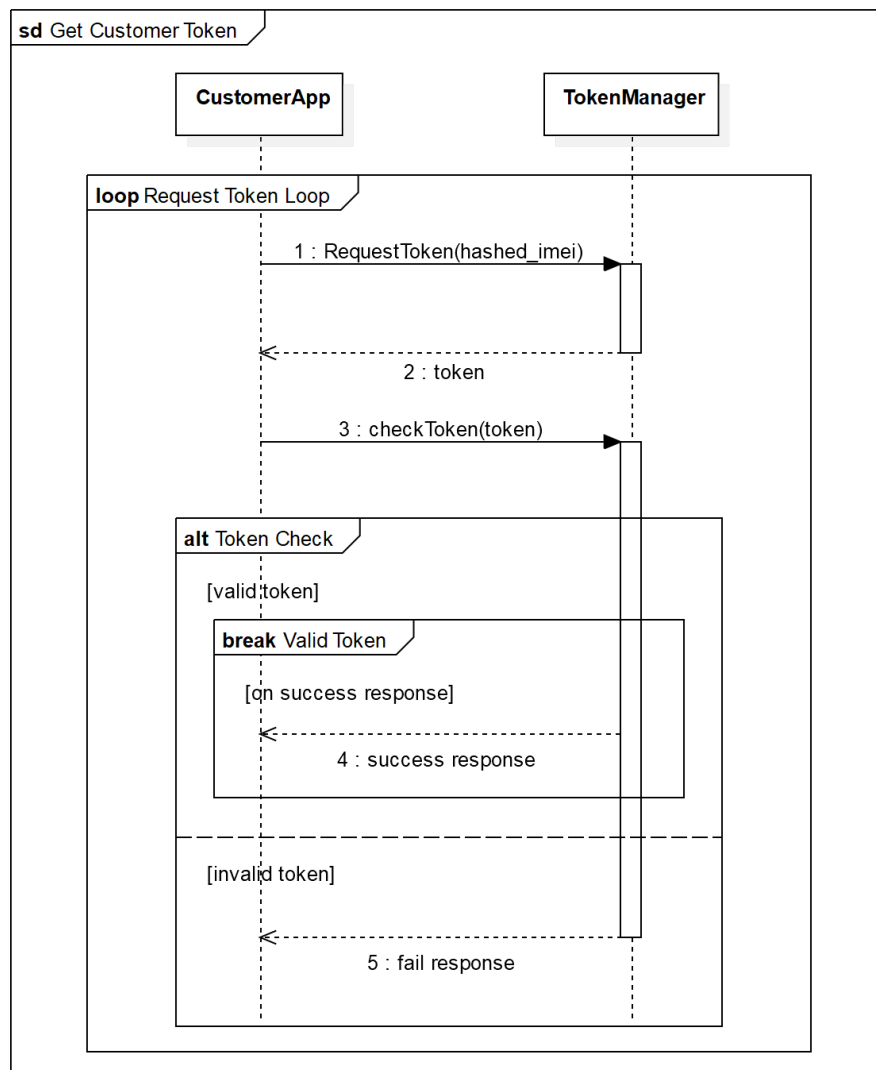 sd Get Customer Token
CustomerApp
TokenManager
loop Request Token Loop
1 : RequestToken(hashed_imei)
2 : token
3 : checkToken(token)
alt Token Check
[valid token]
break Valid Token
[on success response]
4 : success response
[invalid token]
5 : fail response